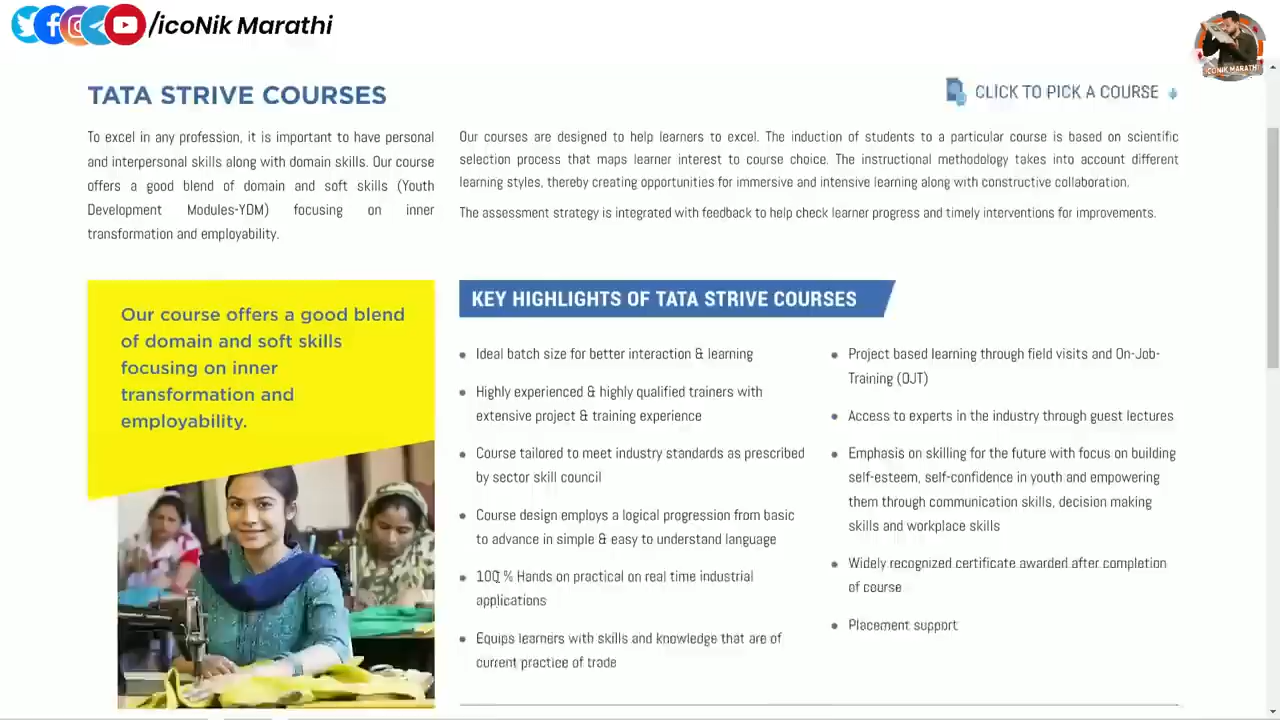 /icoNik Marathi
iCONIK MARATHI
TATA STRIVE COURSES
CLICK TO PICK A COURSE
To excel in any profession, it is important to have personal
and interpersonal skills along with domain skills. Our course
offers a good blend of domain and soft skills (Youth
Development Modules-YDM) focusing on inner
transformation and employability.
Our courses are designed to help learners to excel. The induction of students to a particular course is based on scientific
selection process that maps learner interest to course choice. The instructional methodology takes into account different
learning styles, thereby creating opportunities for immersive and intensive learning along with constructive collaboration.
The assessment strategy is integrated with feedback to help check learner progress and timely interventions for improvements.
Our course offers a good blend
of domain and soft skills
focusing on inner
transformation and
employability.
KEY HIGHLIGHTS OF TATA STRIVE COURSES
Ideal batch size for better interaction & learning
Highly experienced & highly qualified trainers with
extensive project & training experience
Course tailored to meet industry standards as prescribed
by sector skill council
Course design employs a logical progression from basic
to advance in simple & easy to understand language
100 % Hands on practical on real time industrial
applications
Equips learners with skills and knowledge that are of
current practice of trade
Project based learning through field visits and On-Job-
Training (OJT)
Access to experts in the industry through guest lectures
Emphasis on skilling for the future with focus on building
self-esteem, self-confidence in youth and empowering
them through communication skills, decision making
skills and workplace skills
Widely recognized certificate awarded after completion
of course
Placement support